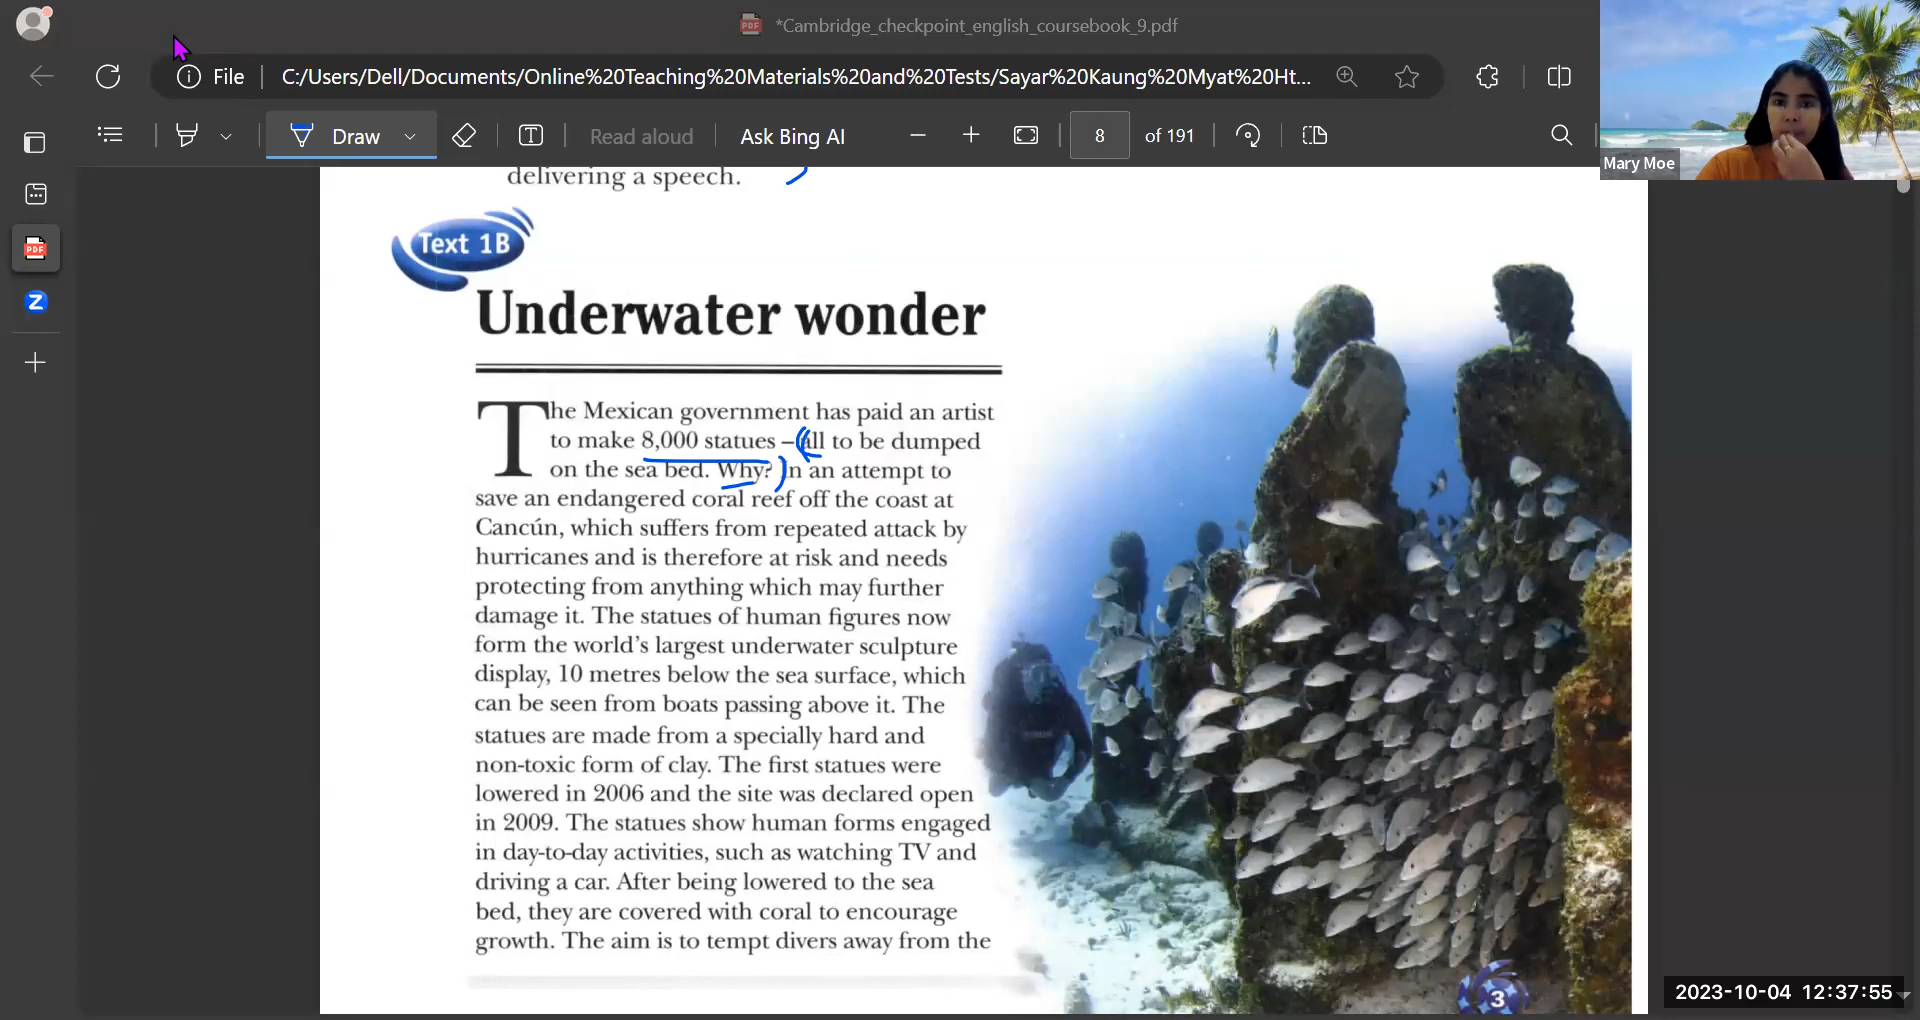 *Cambridge_checkpoint_english_coursebook_9.pdf
File
C:/Users/Dell/Documents/Online%20Teaching%20Materials%20and%20Tests/Sayar%20Kaung%20Myat%20Ht...
Draw
Read aloud
Ask Bing AI
8
of 191
Mary Moe
delivering a speech.
Text 1B
Underwater wonder
The Mexican government has paid an artist
to make 8,000 statues – all to be dumped
on the sea bed. Why? In an attempt to
save an endangered coral reef off the coast at
Cancún, which suffers from repeated attack by
hurricanes and is therefore at risk and needs
protecting from anything which may further
damage it. The statues of human figures now
form the world's largest underwater sculpture
display, 10 metres below the sea surface, which
can be seen from boats passing above it. The
statues are made from a specially hard and
non-toxic form of clay. The first statues were
lowered in 2006 and the site was declared open
in 2009. The statues show human forms engaged
in day-to-day activities, such as watching TV and
driving a car. After being lowered to the sea
bed, they are covered with coral to encourage
growth. The aim is to tempt divers away from the
3
2023-10-04 12:37:55